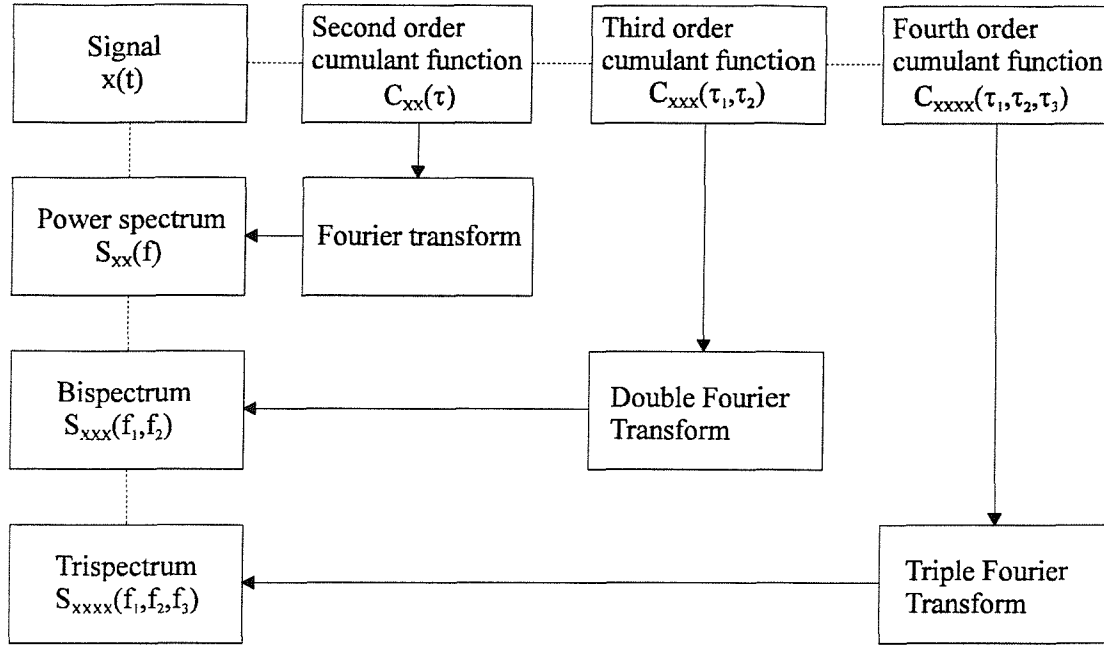 Signal
x(t)
Second order
cumulant function
Cₓₓ(τ)
Third order
cumulant function
Cₓₓₓ(τ₁,τ₂)
Fourth order
cumulant function
Cₓₓₓₓ(τ₁,τ₂,τ₃)
Power spectrum
Sₓₓ(f)
Fourier transform
Bispectrum
Sₓₓₓ(f₁,f₂)
Double Fourier
Transform
Trispectrum
Sₓₓₓₓ(f₁,f₂,f₃)
Triple Fourier
Transform